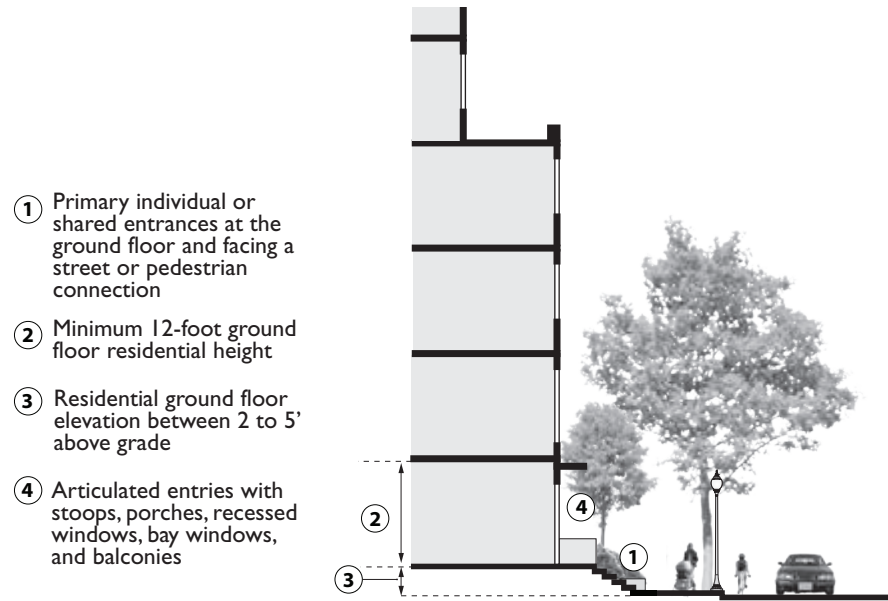 1 Primary individual or
shared entrances at the
ground floor and facing a
street or pedestrian
connection
2 Minimum 12-foot ground
floor residential height
3 Residential ground floor
elevation between 2 to 5’
above grade
4 Articulated entries with
stoops, porches, recessed
windows, bay windows,
and balconies
4
2
1
3